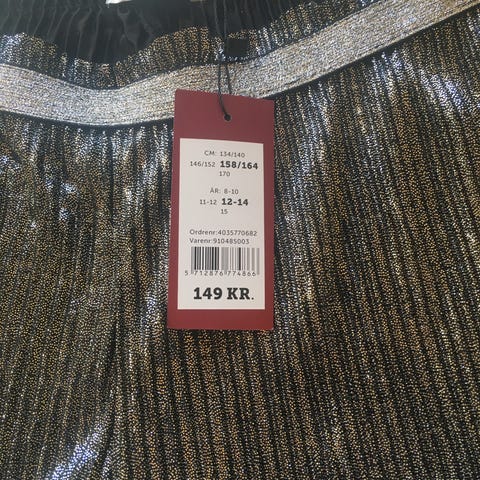 CM: 134/140
146/152 158/164
170
ÅR: 8-10
11-12 12-14
15
Ordrenr:4035770682
Varenr:910485003
5 712876 774866
149 KR.